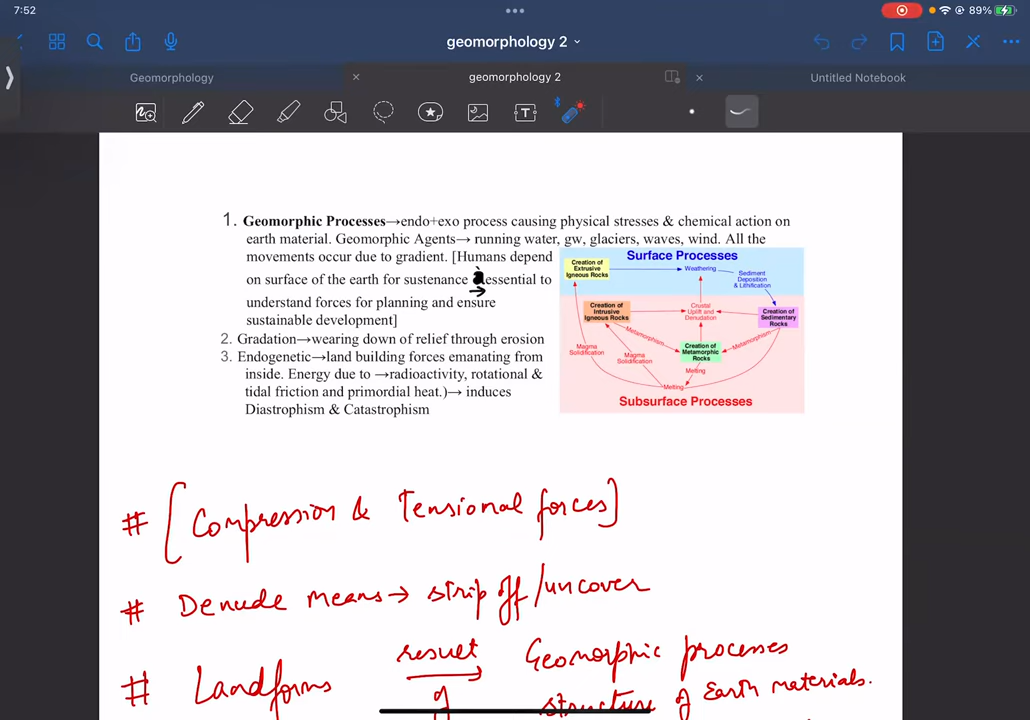 7:52
89%
geomorphology 2
Geomorphology
geomorphology 2
Untitled Notebook
1. Geomorphic Processes→endo+exo process causing physical stresses & chemical action on
earth material. Geomorphic Agents→ running water, gw, glaciers, waves, wind. All the
movements occur due to gradient. [Humans depend
on surface of the earth for sustenance → essential to
understand forces for planning and ensure
sustainable development]
2. Gradation→wearing down of relief through erosion
3. Endogenetic→land building forces emanating from
inside. Energy due to →radioactivity, rotational &
tidal friction and primordial heat.)→ induces
Diastrophism & Catastrophism
Surface Processes
Creation of
Extrusive
Igneous Rocks
Weathering
Sediment
Deposition
& Lithification
Creation of
Intrusive
Igneous Rocks
Crustal
Uplift and
Denudation
Creation of
Sedimentary
Rocks
Metamorphism
Metamorphism
Creation of
Metamorphic
Rocks
Magma
Solidification
Magma
Solidification
Melting
Melting
Subsurface Processes
# [Compression & Tensional forces]
# Denude means → strip off/uncover
# Landforms result of Geomorphic processes
structure of Earth materials.